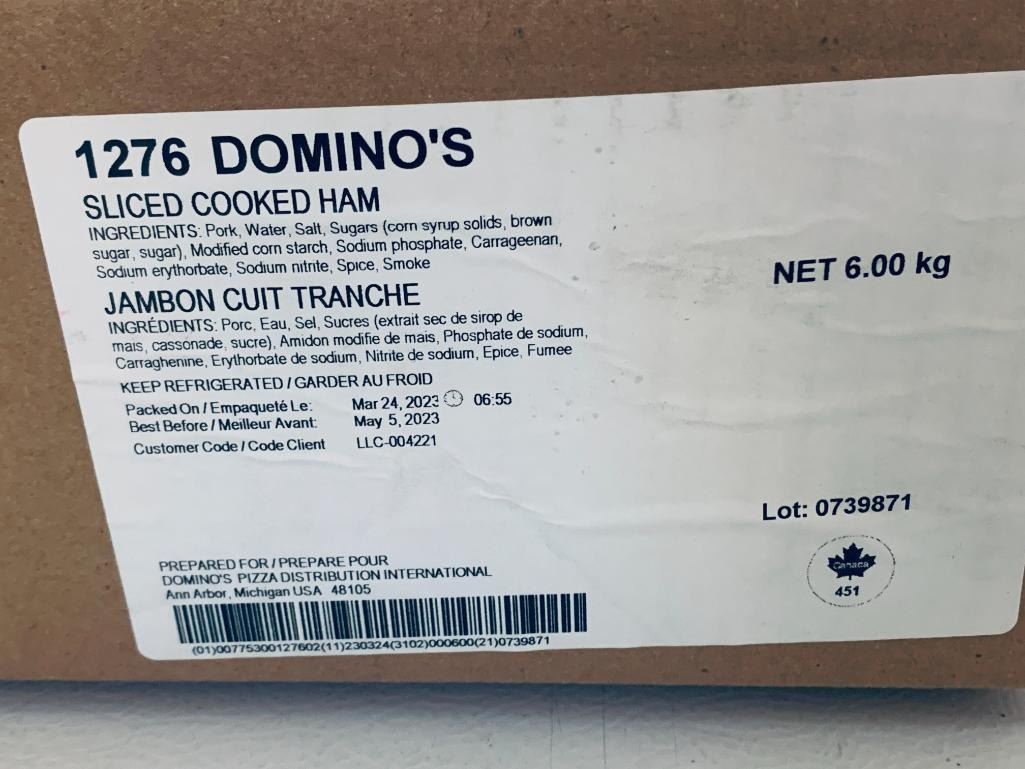 1276 DOMINO'S
SLICED COOKED HAM
INGREDIENTS: Pork, Water, Salt, Sugars (corn syrup solids, brown
sugar, sugar), Modified corn starch, Sodium phosphate, Carrageenan,
Sodium erythorbate, Sodium nitrite, Spice, Smoke
NET 6.00 kg
JAMBON CUIT TRANCHE
INGRÉDIENTS: Porc, Eau, Sel, Sucres (extrait sec de sirop de
mais, cassonade, sucre), Amidon modifie de mais, Phosphate de sodium,
Carraghenine, Erythorbate de sodium, Nitrite de sodium, Epice, Fumee
KEEP REFRIGERATED / GARDER AU FROID
Packed On / Empaqueté Le: Mar 24, 2023 06:55
Best Before / Meilleur Avant: May 5, 2023
Customer Code / Code Client LLC-004221
Lot: 0739871
Canada
451
PREPARED FOR / PREPARE POUR
DOMINO'S PIZZA DISTRIBUTION INTERNATIONAL
Ann Arbor, Michigan USA 48105
(01)00775300127602(11)230324(3102)000600(21)0739871